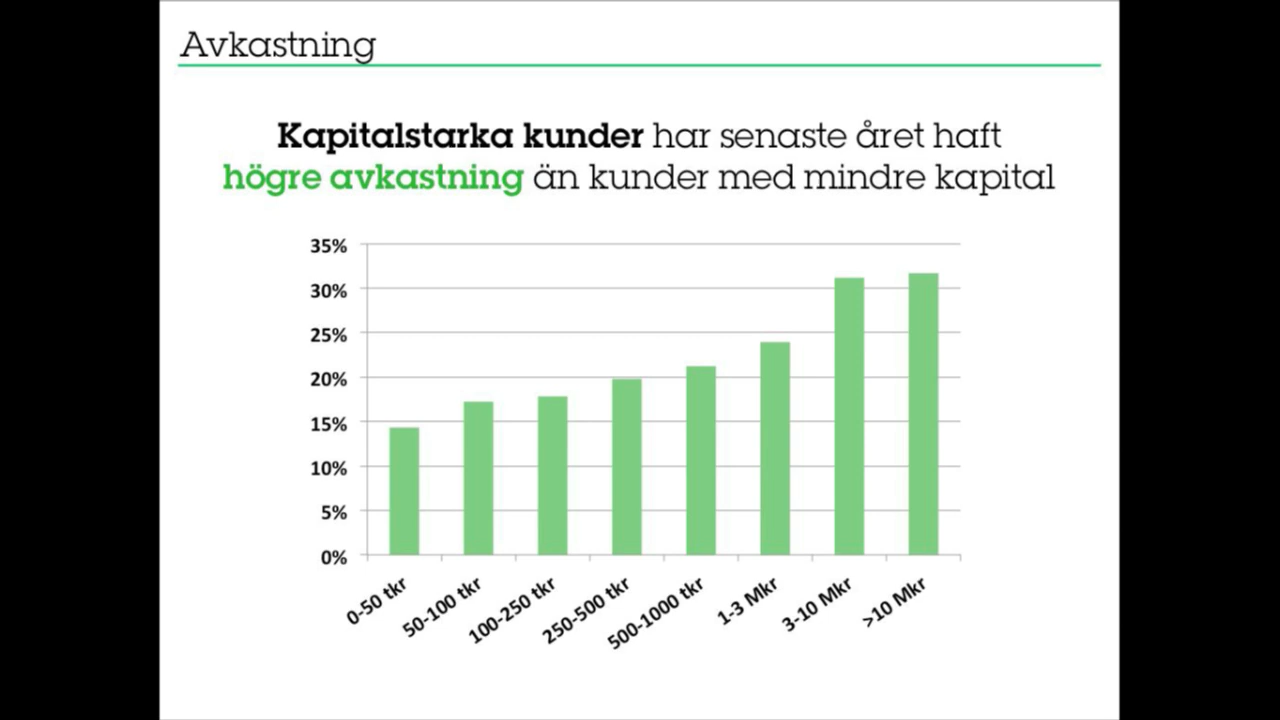 Avkastning
Kapitalstarka kunder har senaste året haft
högre avkastning än kunder med mindre kapital
35%
30%
25%
20%
15%
10%
5%
0%
0-50 tkr
50-100 tkr
100-250 tkr
250-500 tkr
500-1000 tkr
1-3 Mkr
3-10 Mkr
>10 Mkr